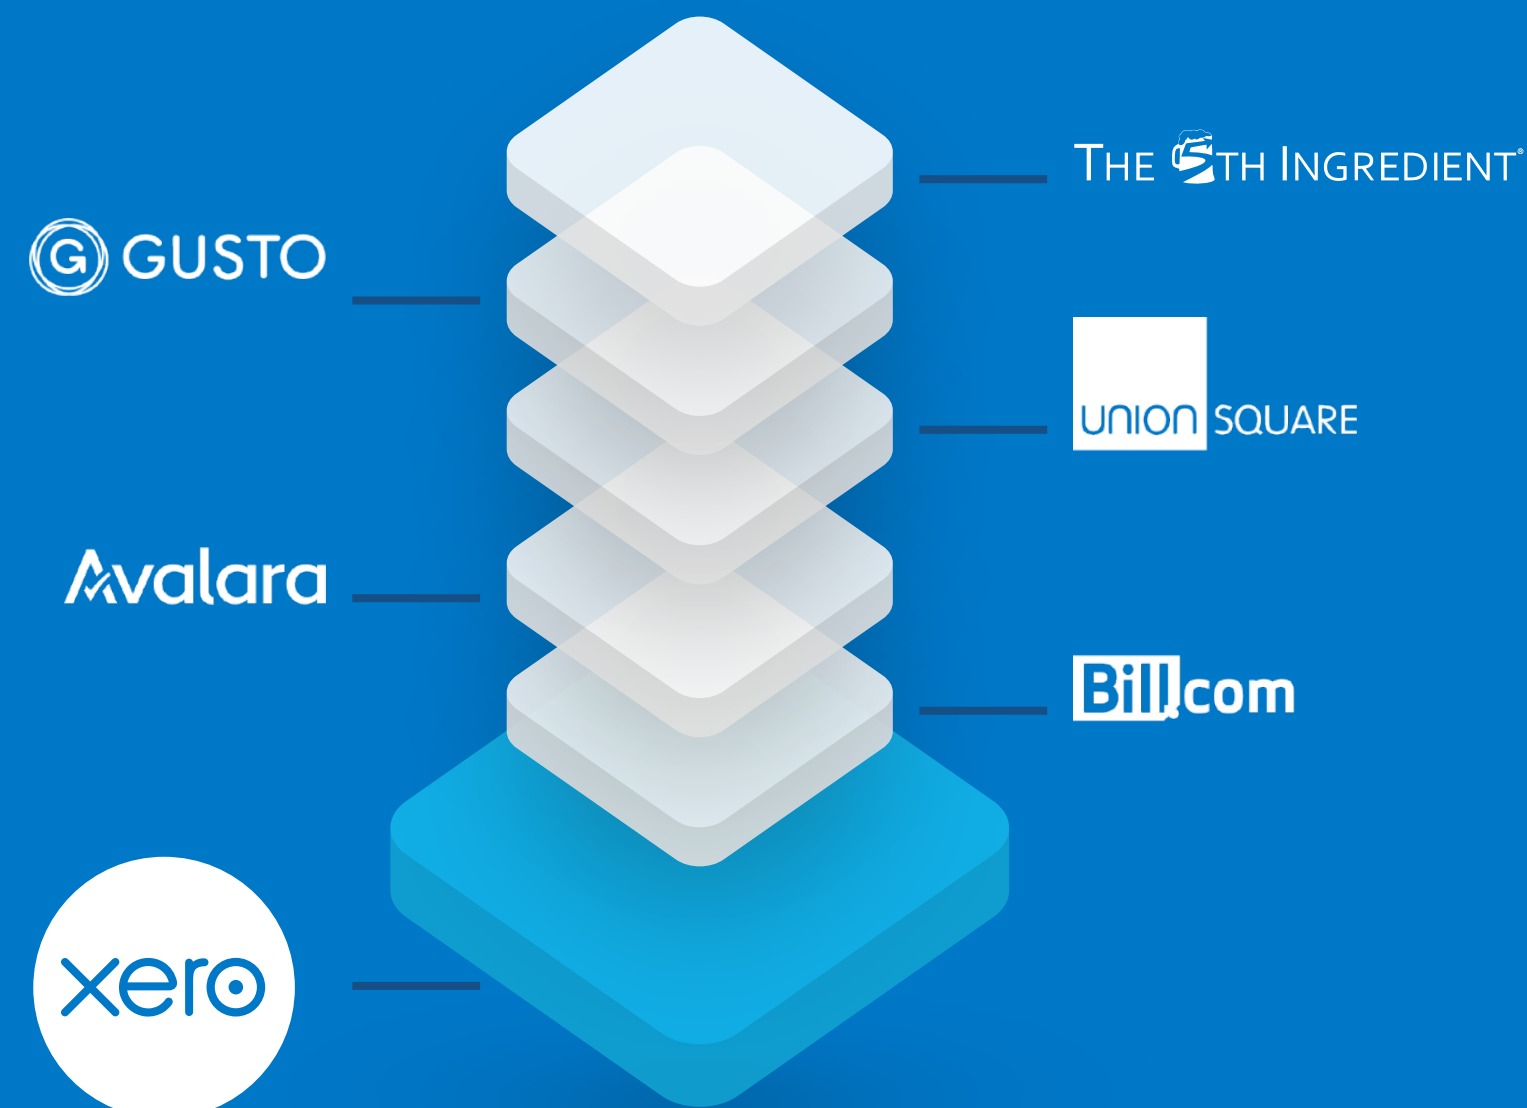 THE 5TH INGREDIENT®
G GUSTO
UNION SQUARE
Avalara
Bill.com
xero